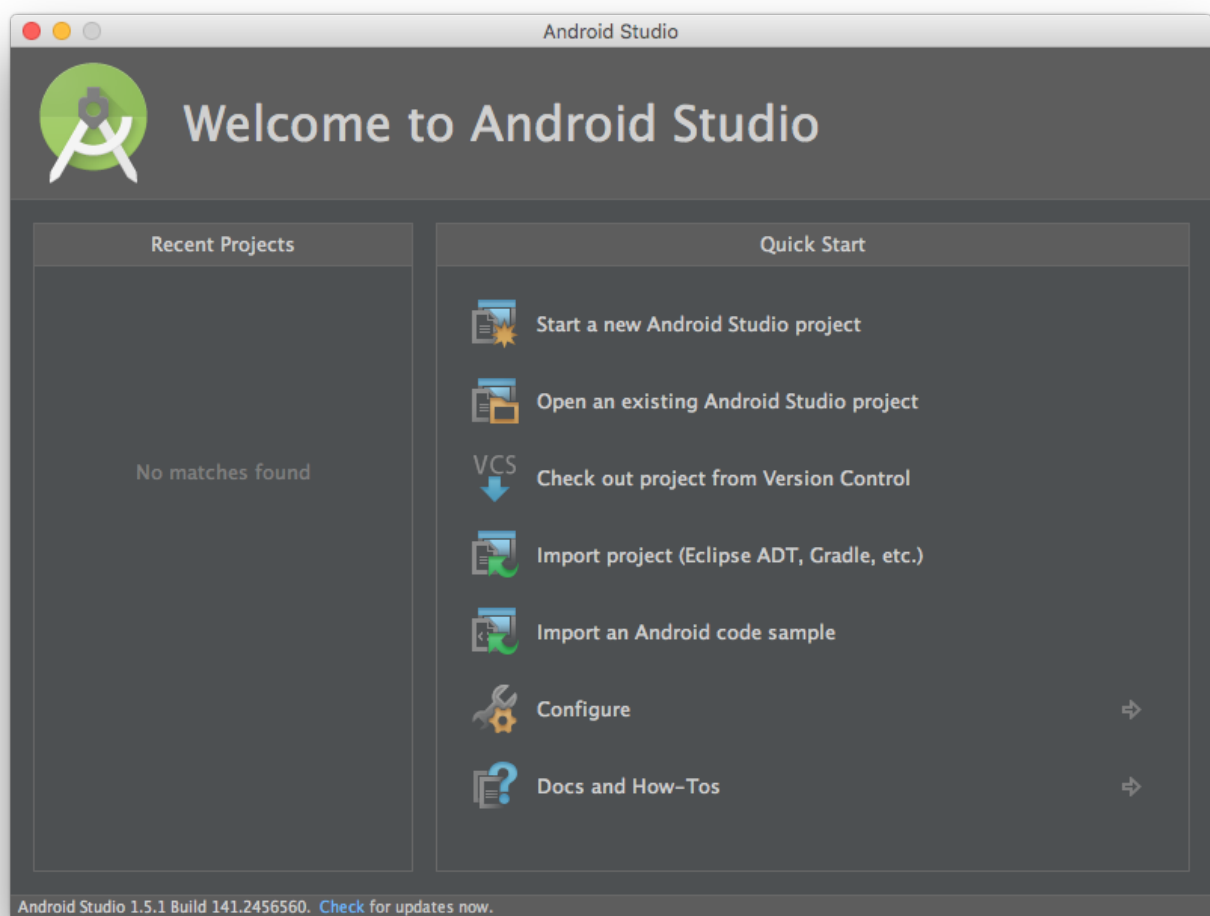 Android Studio
Welcome to Android Studio
Recent Projects
No matches found
Quick Start
Start a new Android Studio project
Open an existing Android Studio project
VCS
Check out project from Version Control
Import project (Eclipse ADT, Gradle, etc.)
Import an Android code sample
Configure
Docs and How-Tos
Android Studio 1.5.1 Build 141.2456560. Check for updates now.